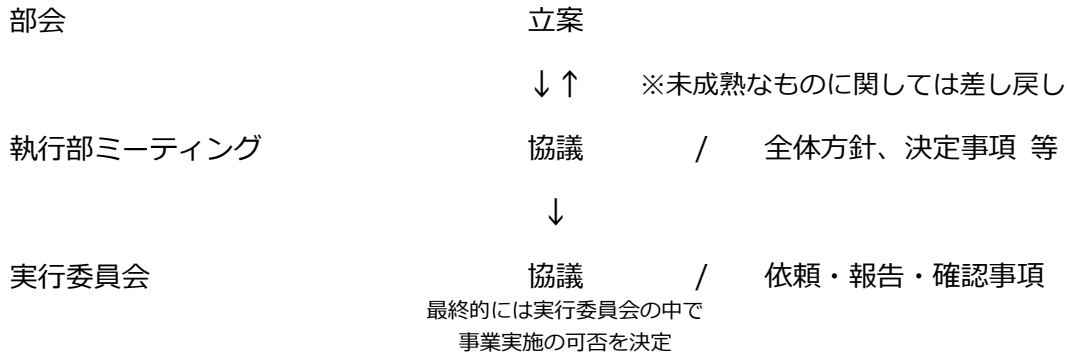 部会 立案
↓↑ ※未成熟なものに関しては差し戻し
執行部ミーティング 協議 / 全体方針、決定事項 等
↓
実行委員会 協議 / 依頼・報告・確認事項
最終的には実行委員会の中で
事業実施の可否を決定